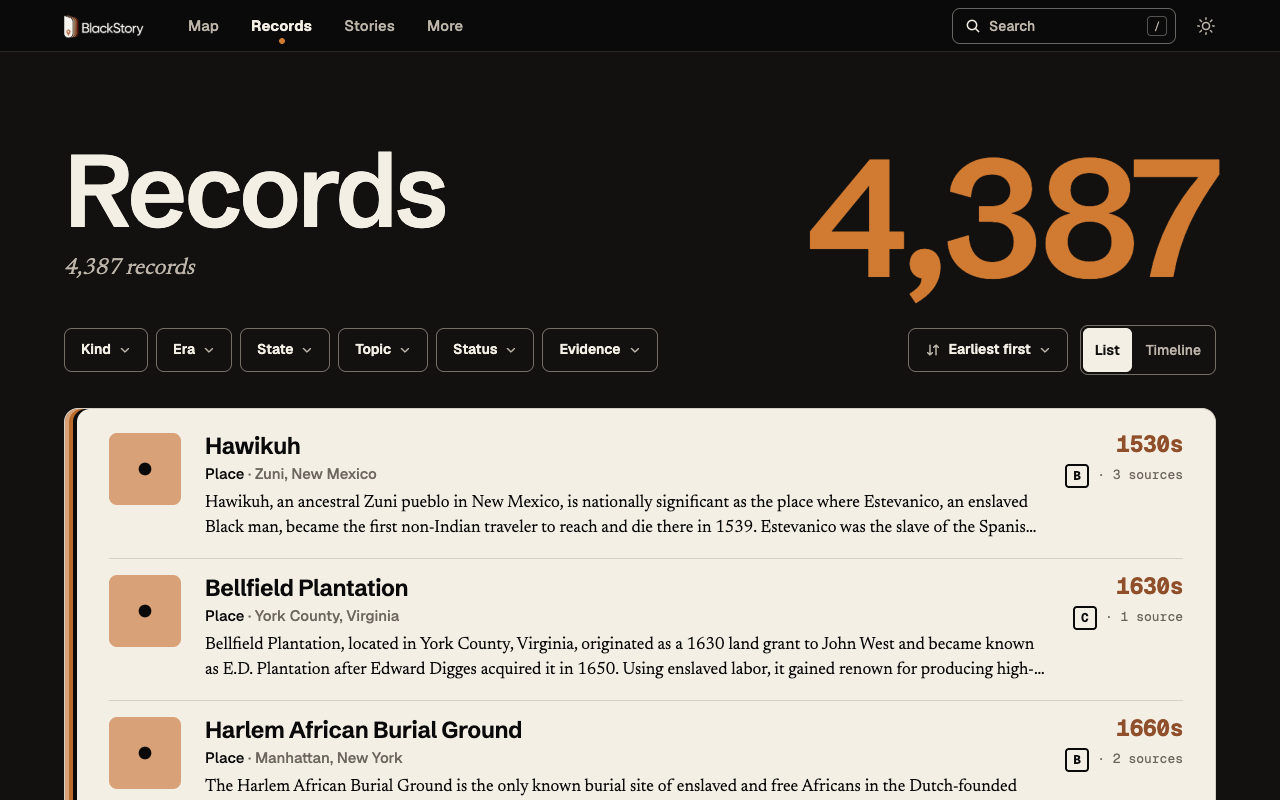 BlackStory
Map
Records
Stories
More
Search
/
Records
4,387
4,387 records
Kind
Era
State
Topic
Status
Evidence
Earliest first
List
Timeline
Hawikuh
1530s
Place · Zuni, New Mexico
B · 3 sources
Hawikuh, an ancestral Zuni pueblo in New Mexico, is nationally significant as the place where Estevanico, an enslaved
Black man, became the first non-Indian traveler to reach and die there in 1539. Estevanico was the slave of the Spanis…
Bellfield Plantation
1630s
Place · York County, Virginia
C · 1 source
Bellfield Plantation, located in York County, Virginia, originated as a 1630 land grant to John West and became known
as E.D. Plantation after Edward Digges acquired it in 1650. Using enslaved labor, it gained renown for producing high-…
Harlem African Burial Ground
1660s
Place · Manhattan, New York
B · 2 sources
The Harlem African Burial Ground is the only known burial site of enslaved and free Africans in the Dutch-founded